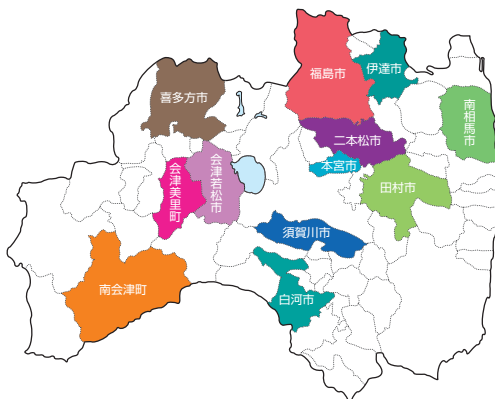 福島市
伊達市
喜多方市
南相馬市
二本松市
本宮市
会津若松市
会津美里町
田村市
須賀川市
南会津町
白河市